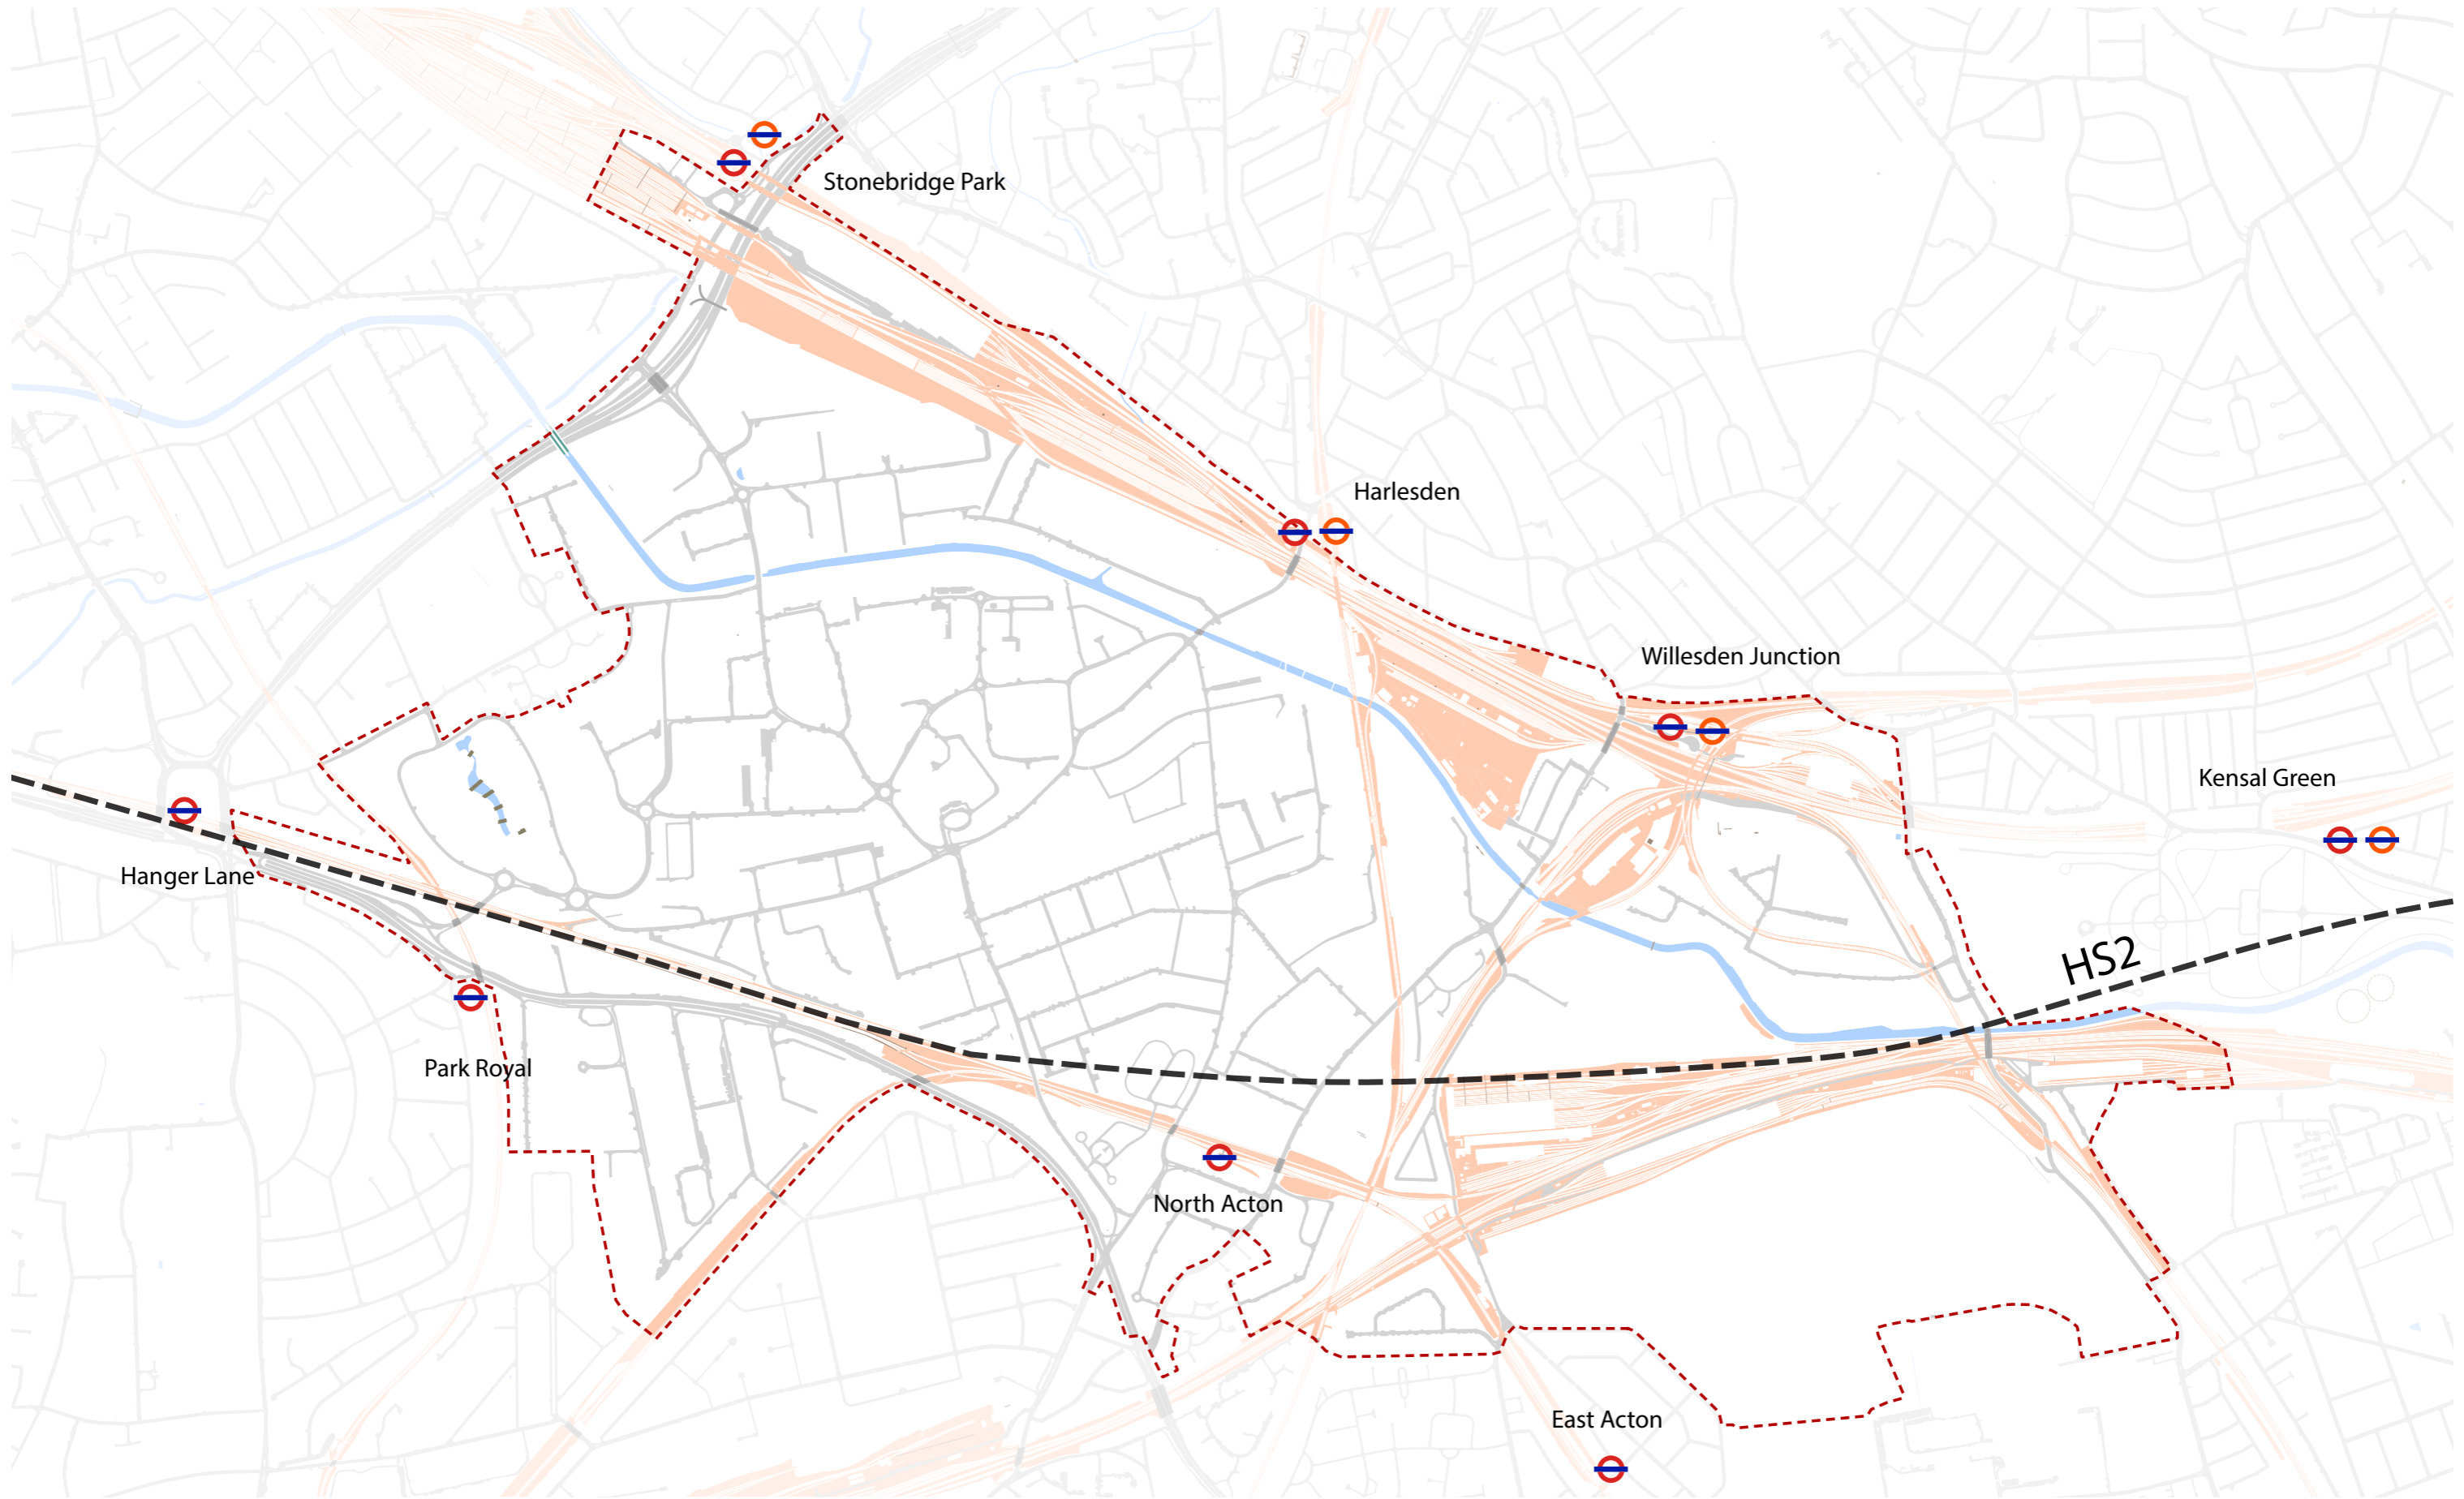 Stonebridge Park
Harlesden
Willesden Junction
Kensal Green
Hanger Lane
HS2
Park Royal
North Acton
East Acton